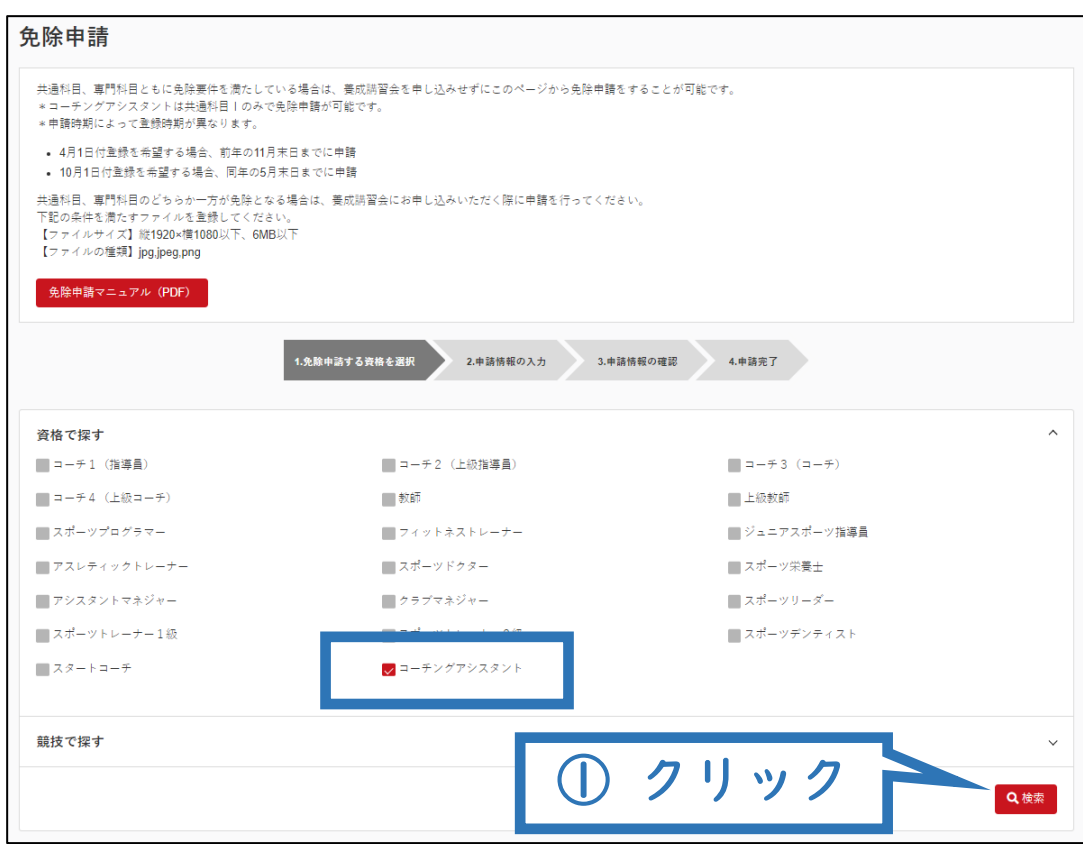 免除申請
共通科目、専門科目ともに免除要件を満たしている場合は、養成講習会を申し込みせずにこのページから免除申請をすることが可能です。
*コーチングアシスタントは共通科目Ⅰのみで免除申請が可能です。
*申請時期によって登録時期が異なります。
• 4月1日付登録を希望する場合、前年の11月末日までに申請
• 10月1日付登録を希望する場合、同年の5月末日までに申請
共通科目、専門科目のどちらか一方が免除となる場合は、養成講習会にお申し込みいただく際に申請を行ってください。
下記の条件を満たすファイルを登録してください。
【ファイルサイズ】縦1920×横1080以下、6MB以下
【ファイルの種類】jpg,jpeg,png
免除申請マニュアル（PDF）
1.免除申請する資格を選択 2.申請情報の入力 3.申請情報の確認 4.申請完了
資格で探す
コーチ１（指導員） コーチ２（上級指導員） コーチ３（コーチ）
コーチ４（上級コーチ） 教師 上級教師
スポーツプログラマー フィットネストレーナー ジュニアスポーツ指導員
アスレティックトレーナー スポーツドクター スポーツ栄養士
アシスタントマネジャー クラブマネジャー スポーツリーダー
スポーツトレーナー１級 スポーツデンティスト
スタートコーチ コーチングアシスタント
競技で探す
① クリック
検索